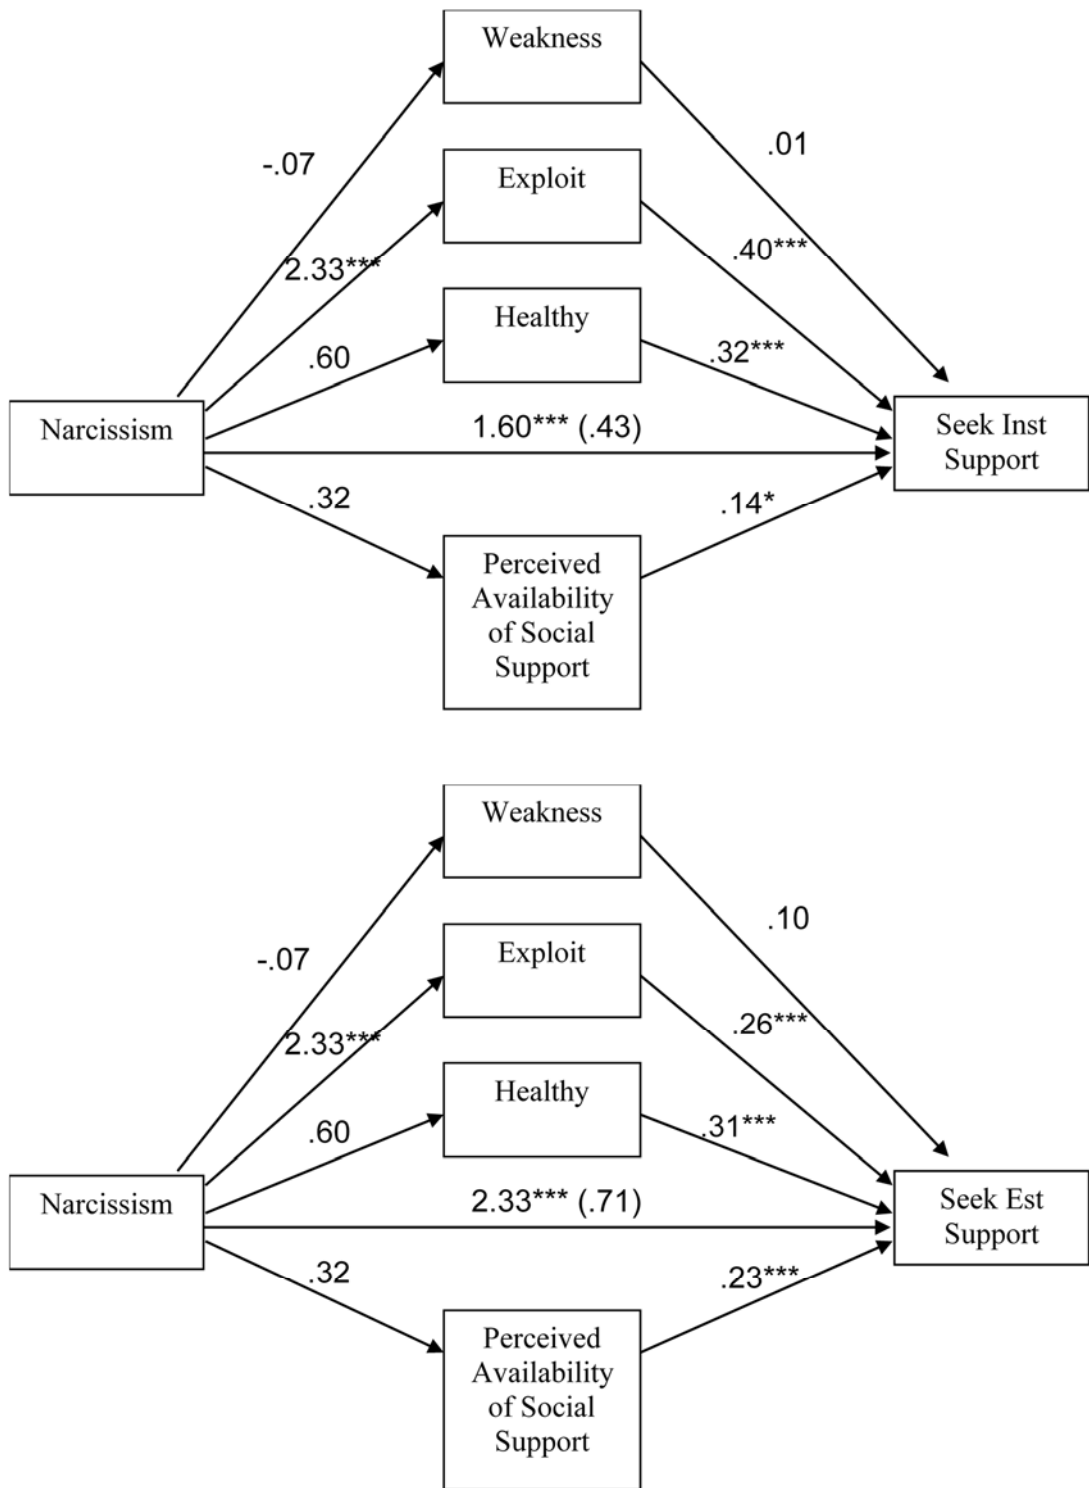 Weakness
-.07
.01
Exploit
2.33***
.40***
Healthy
.60
.32***
Narcissism
1.60*** (.43)
Seek Inst
Support
.32
.14*
Perceived
Availability
of Social
Support
Weakness
-.07
.10
Exploit
2.33***
.26***
Healthy
.60
.31***
Narcissism
2.33*** (.71)
Seek Est
Support
.32
.23***
Perceived
Availability
of Social
Support